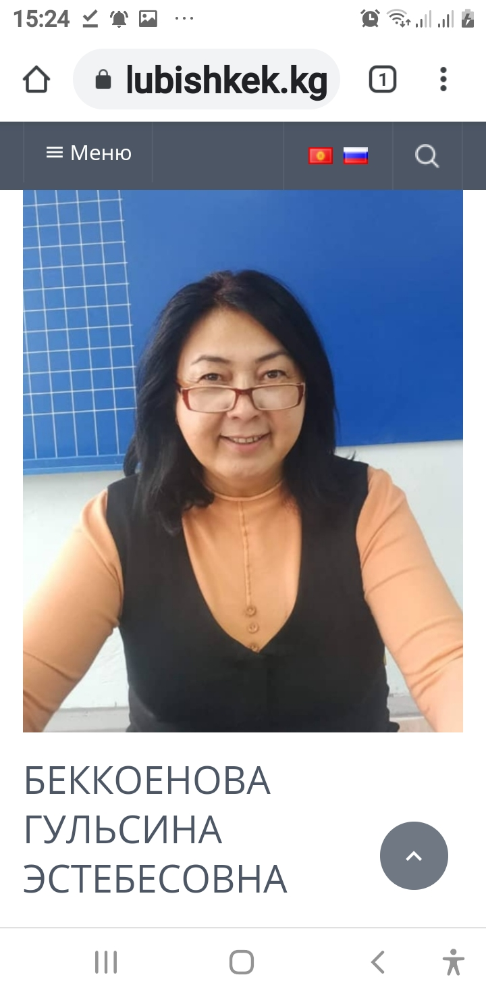 15:24
lubishkek.kg
1
Меню
БЕККОЕНОВА
ГУЛЬСИНА
ЭСТЕБЕСОВНА